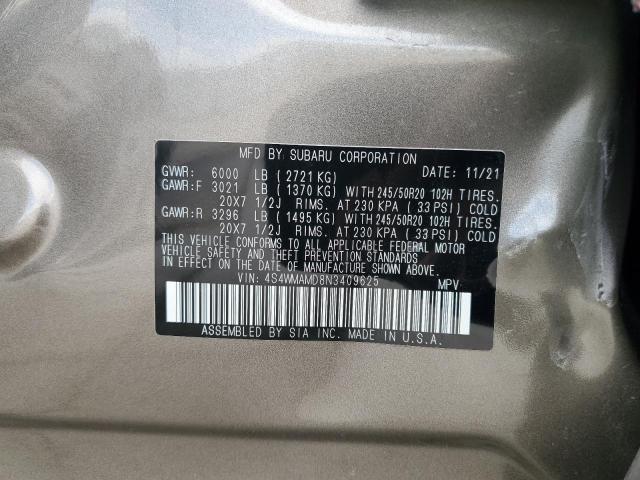 MFD BY SUBARU CORPORATION
GVWR: 6000 LB ( 2721 KG) DATE: 11/21
GAWR:F 3021 LB ( 1370 KG) WITH 245/50R20 102H TIRES.
20X7 1/2J RIMS. AT 230 KPA ( 33 PSI) COLD
GAWR:R 3296 LB ( 1495 KG) WITH 245/50R20 102H TIRES.
20X7 1/2J RIMS. AT 230 KPA ( 33 PSI) COLD
THIS VEHICLE CONFORMS TO ALL APPLICABLE FEDERAL MOTOR
VEHICLE SAFETY, BUMPER, AND THEFT PREVENTION STANDARDS
IN EFFECT ON THE DATE OF MANUFACTURE SHOWN ABOVE.
VIN: 4S4WMAMD8N3409625 MPV
ASSEMBLED BY SIA INC. MADE IN U.S.A.